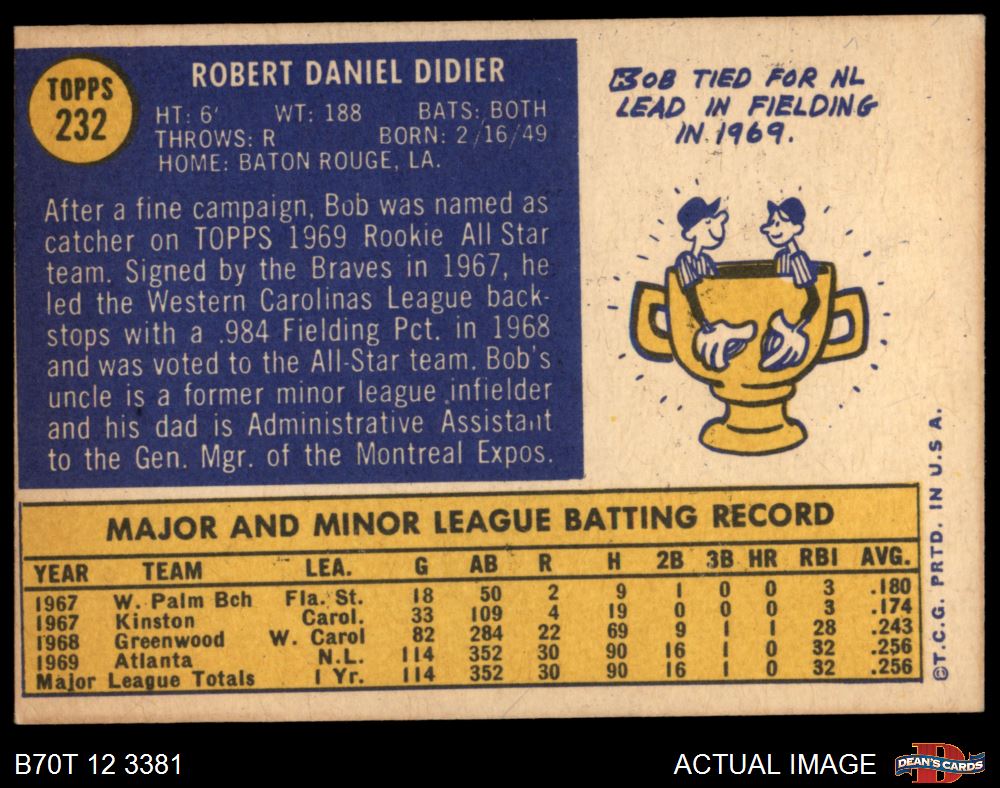 TOPPS
232
ROBERT DANIEL DIDIER
HT: 6' WT: 188 BATS: BOTH
THROWS: R BORN: 2/16/49
HOME: BATON ROUGE, LA.
After a fine campaign, Bob was named as
catcher on TOPPS 1969 Rookie All Star
team. Signed by the Braves in 1967, he
led the Western Carolinas League back-
stops with a .984 Fielding Pct. in 1968
and was voted to the All-Star team. Bob's
uncle is a former minor league infielder
and his dad is Administrative Assistant
to the Gen. Mgr. of the Montreal Expos.
BOB TIED FOR NL
LEAD IN FIELDING
IN 1969.
MAJOR AND MINOR LEAGUE BATTING RECORD
YEAR TEAM LEA. G AB R H 2B 3B HR RBI AVG.
1967 W. Palm Bch Fla. St. 18 50 2 9 1 0 0 3 .180
1967 Kinston Carol. 33 109 4 19 0 0 0 3 .174
1968 Greenwood W. Carol 82 284 22 69 9 1 1 28 .243
1969 Atlanta N.L. 114 352 30 90 16 1 0 32 .256
Major League Totals 1 Yr. 114 352 30 90 16 1 0 32 .256
©T.C.G. PRTD. IN U.S.A.
B70T 12 3381
ACTUAL IMAGE
D
DEAN'S CARDS